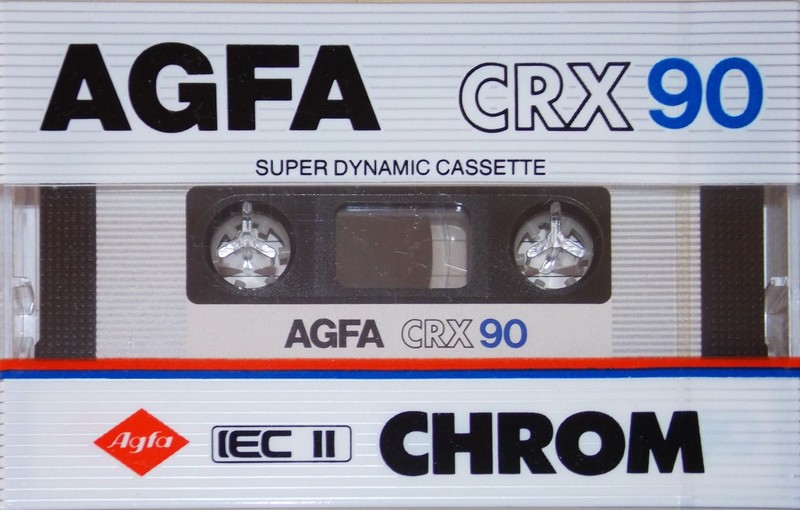 AGFA CRX 90
SUPER DYNAMIC CASSETTE
AGFA CRX 90
Agfa IEC II CHROM